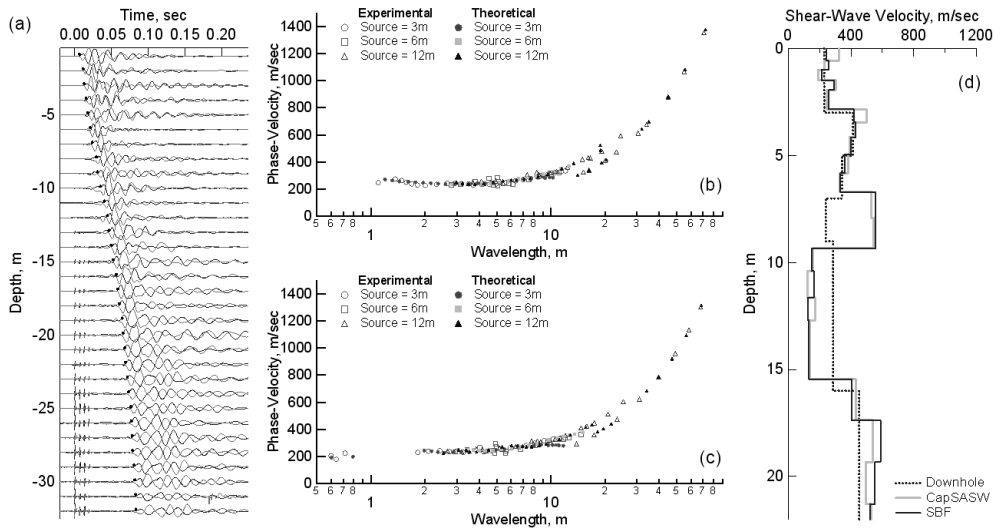 (a)
Time, sec
0.00 0.05 0.10 0.15 0.20
Depth, m
-5
-10
-15
-20
-25
-30
Phase-Velocity, m/sec
1400
1200
1000
800
600
400
200
0
Experimental Theoretical
Source = 3m Source = 3m
Source = 6m Source = 6m
Source = 12m Source = 12m
(b)
5 6 7 8 1 2 3 4 5 6 7 8 10 2 3 4 5 6 7 8
Wavelength, m
Phase-Velocity, m/sec
1400
1200
1000
800
600
400
200
0
Experimental Theoretical
Source = 3m Source = 3m
Source = 6m Source = 6m
Source = 12m Source = 12m
(c)
5 6 7 8 1 2 3 4 5 6 7 8 10 2 3 4 5 6 7 8
Wavelength, m
Shear-Wave Velocity, m/sec
0 400 800 1200
(d)
Depth, m
0
5
10
15
20
Downhole
CapSASW
SBF